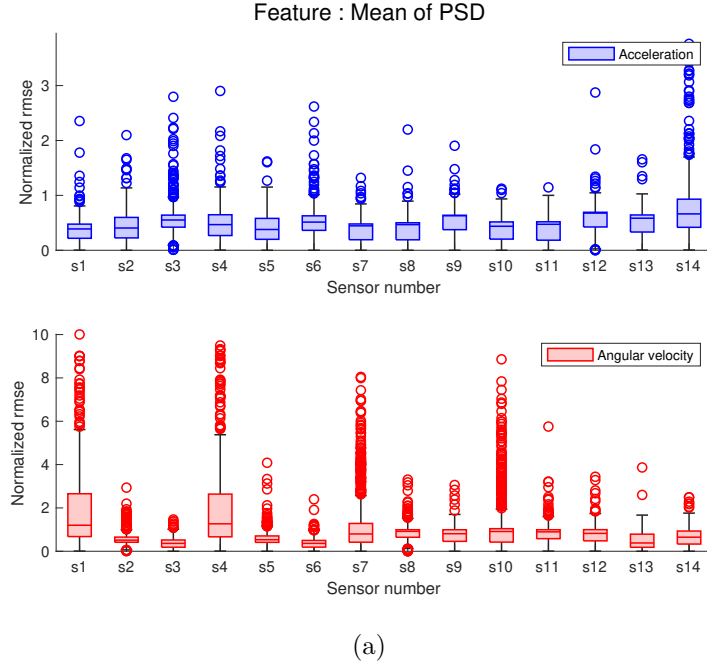 Feature : Mean of PSD
Acceleration
Normalized rmse
3
2
1
0
s1 s2 s3 s4 s5 s6 s7 s8 s9 s10 s11 s12 s13 s14
Sensor number
Angular velocity
Normalized rmse
10
8
6
4
2
0
s1 s2 s3 s4 s5 s6 s7 s8 s9 s10 s11 s12 s13 s14
Sensor number
(a)